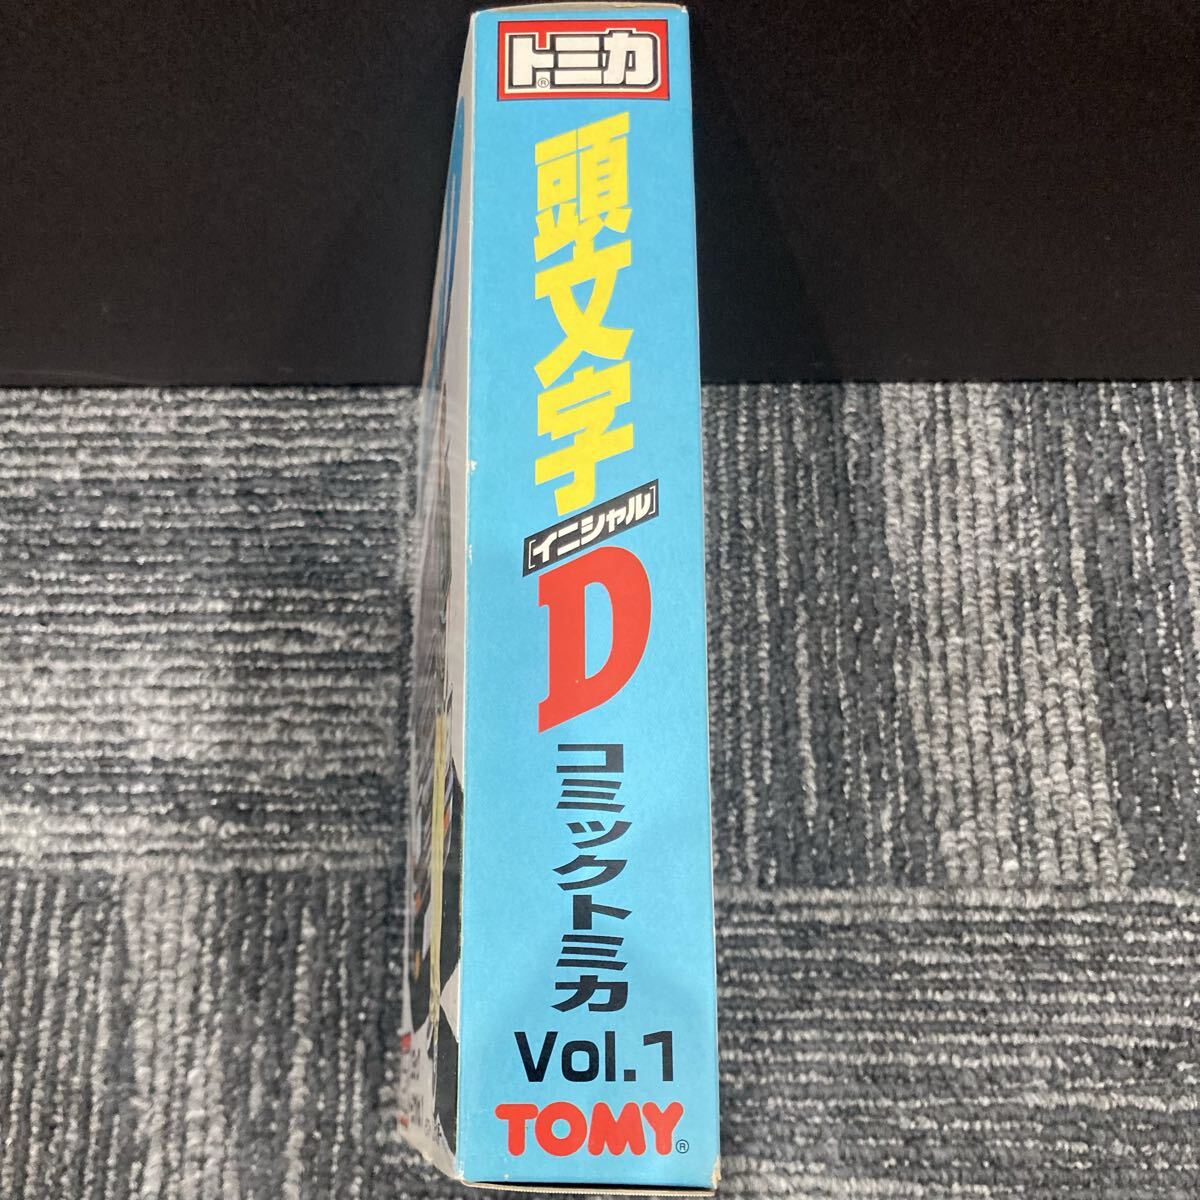 トミカ®
頭文字
[イニシャル]
D
コミックトミカ
Vol.1
TOMY®